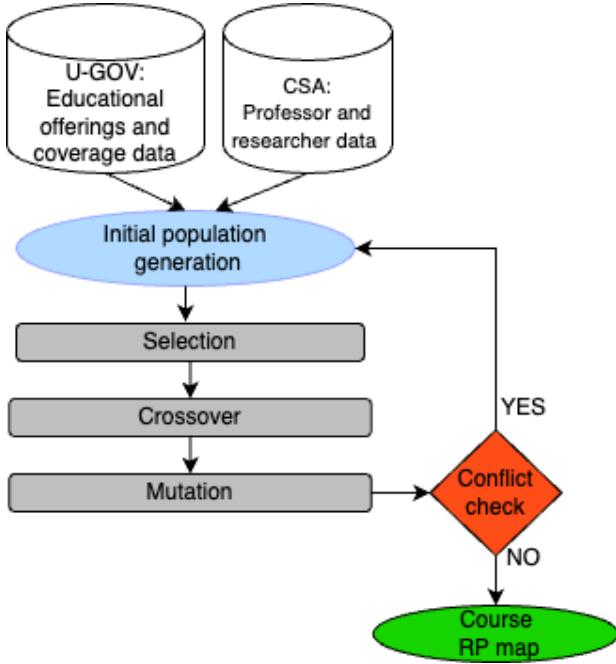 U-GOV:
Educational
offerings and
coverage data
CSA:
Professor and
researcher data
Initial population
generation
Selection
Crossover
Mutation
YES
Conflict
check
NO
Course
RP map